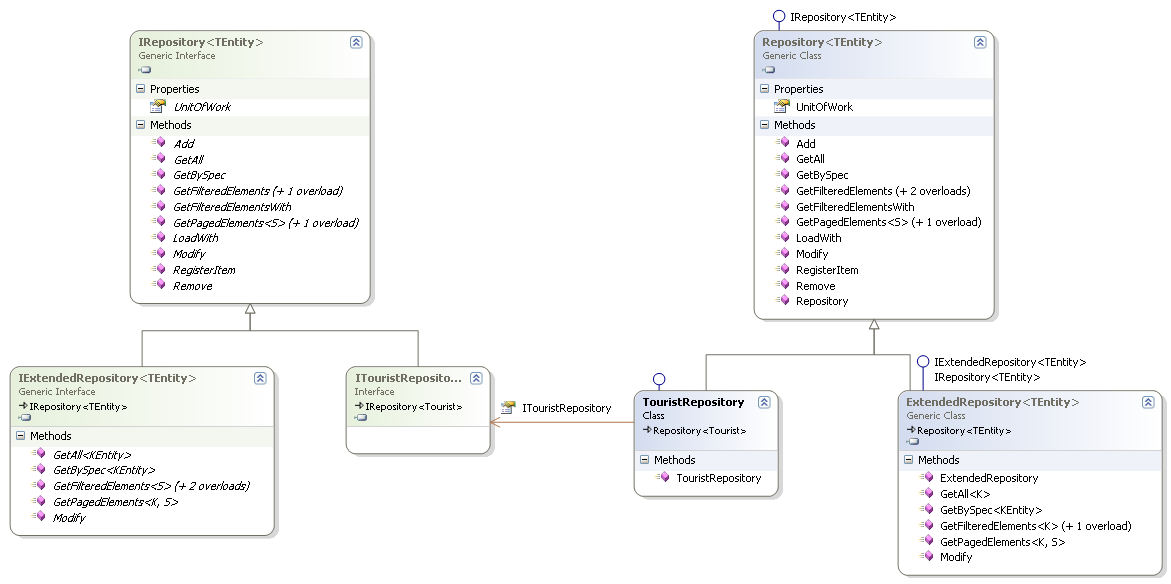 IRepository<TEntity>
Generic Interface
Properties
UnitOfWork
Methods
Add
GetAll
GetBySpec
GetFilteredElements (+ 1 overload)
GetFilteredElementsWith
GetPagedElements<S> (+ 1 overload)
LoadWith
Modify
RegisterItem
Remove
IRepository<TEntity>
Repository<TEntity>
Generic Class
Properties
UnitOfWork
Methods
Add
GetAll
GetBySpec
GetFilteredElements (+ 2 overloads)
GetFilteredElementsWith
GetPagedElements<S> (+ 1 overload)
LoadWith
Modify
RegisterItem
Remove
Repository
IExtendedRepository<TEntity>
Generic Interface
IRepository<TEntity>
Methods
GetAll<KEntity>
GetBySpec<KEntity>
GetFilteredElements<S> (+ 2 overloads)
GetPagedElements<K, S>
Modify
ITouristReposito...
Interface
IRepository<Tourist>
ITouristRepository
TouristRepository
Class
Repository<Tourist>
Methods
TouristRepository
IExtendedRepository<TEntity>
IRepository<TEntity>
ExtendedRepository<TEntity>
Generic Class
Repository<TEntity>
Methods
ExtendedRepository
GetAll<K>
GetBySpec<KEntity>
GetFilteredElements<K> (+ 1 overload)
GetPagedElements<K, S>
Modify